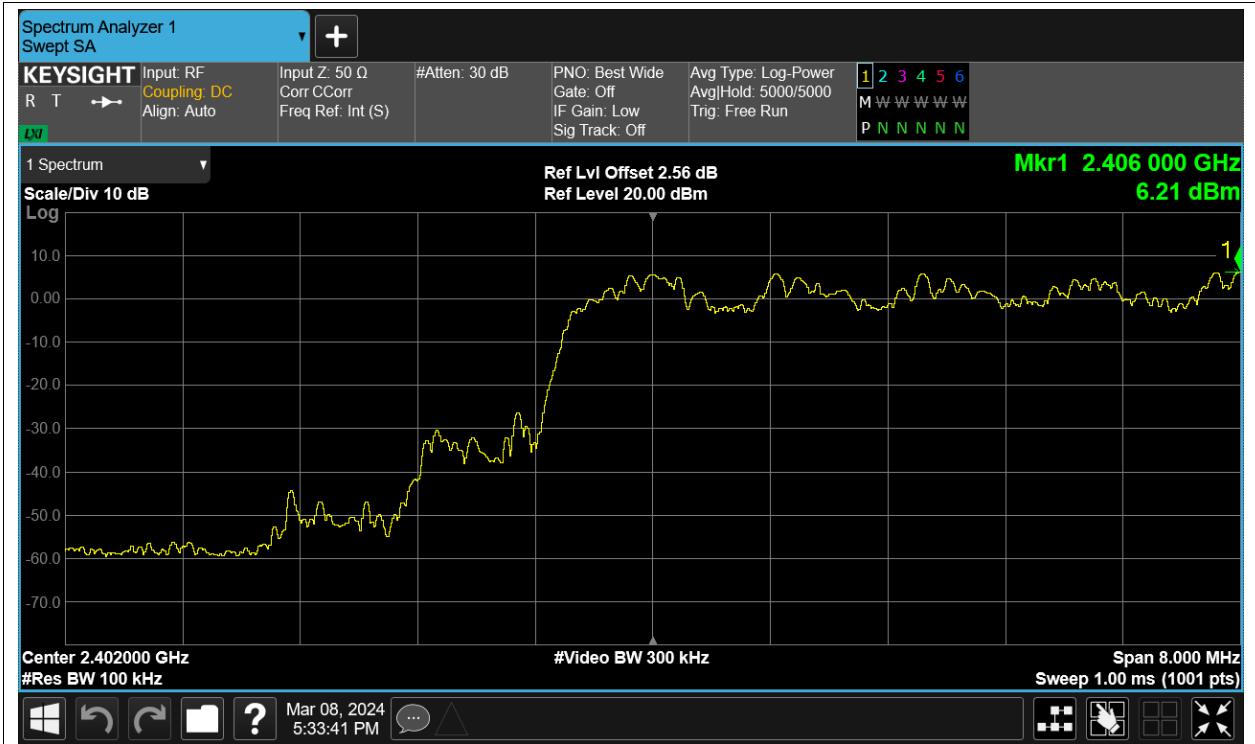 Spectrum Analyzer 1
Swept SA
KEYSIGHT
R T
LXI
Input: RF
Coupling: DC
Align: Auto
Input Z: 50 Ω
Corr CCorr
Freq Ref: Int (S)
#Atten: 30 dB
PNO: Best Wide
Gate: Off
IF Gain: Low
Sig Track: Off
Avg Type: Log-Power
Avg|Hold: 5000/5000
Trig: Free Run
1 2 3 4 5 6
M W W W W W
P N N N N N
1 Spectrum
Scale/Div 10 dB
Log
Ref Lvl Offset 2.56 dB
Ref Level 20.00 dBm
Mkr1 2.406 000 GHz
6.21 dBm
1
10.0
0.00
-10.0
-20.0
-30.0
-40.0
-50.0
-60.0
-70.0
Center 2.402000 GHz
#Video BW 300 kHz
Span 8.000 MHz
#Res BW 100 kHz
Sweep 1.00 ms (1001 pts)
?
Mar 08, 2024
5:33:41 PM